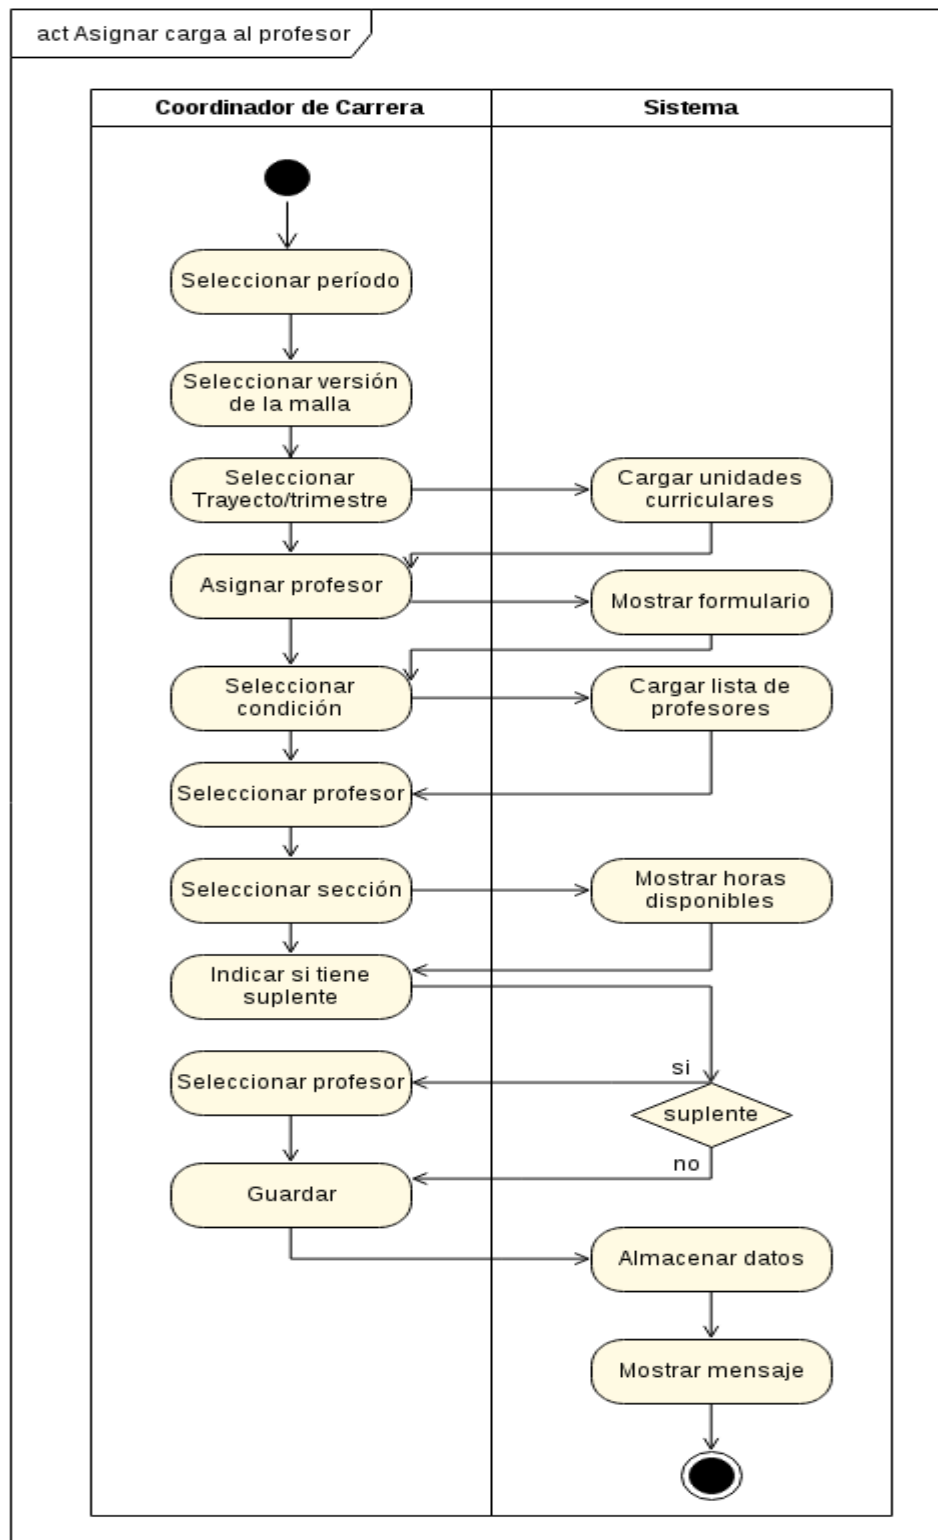 act Asignar carga al profesor
Coordinador de Carrera
Sistema
Seleccionar período
Seleccionar versión
de la malla
Seleccionar
Trayecto/trimestre
Cargar unidades
curriculares
Asignar profesor
Mostrar formulario
Seleccionar
condición
Cargar lista de
profesores
Seleccionar profesor
Seleccionar sección
Mostrar horas
disponibles
Indicar si tiene
suplente
si
Seleccionar profesor
suplente
no
Guardar
Almacenar datos
Mostrar mensaje